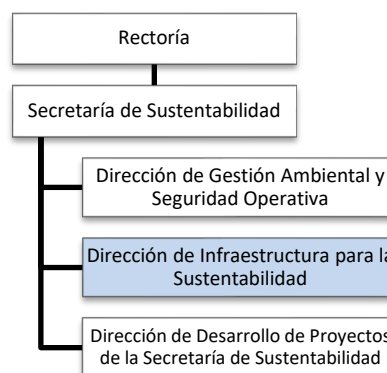 Rectoría
Secretaría de Sustentabilidad
Dirección de Gestión Ambiental y
Seguridad Operativa
Dirección de Infraestructura para la
Sustentabilidad
Dirección de Desarrollo de Proyectos
de la Secretaría de Sustentabilidad